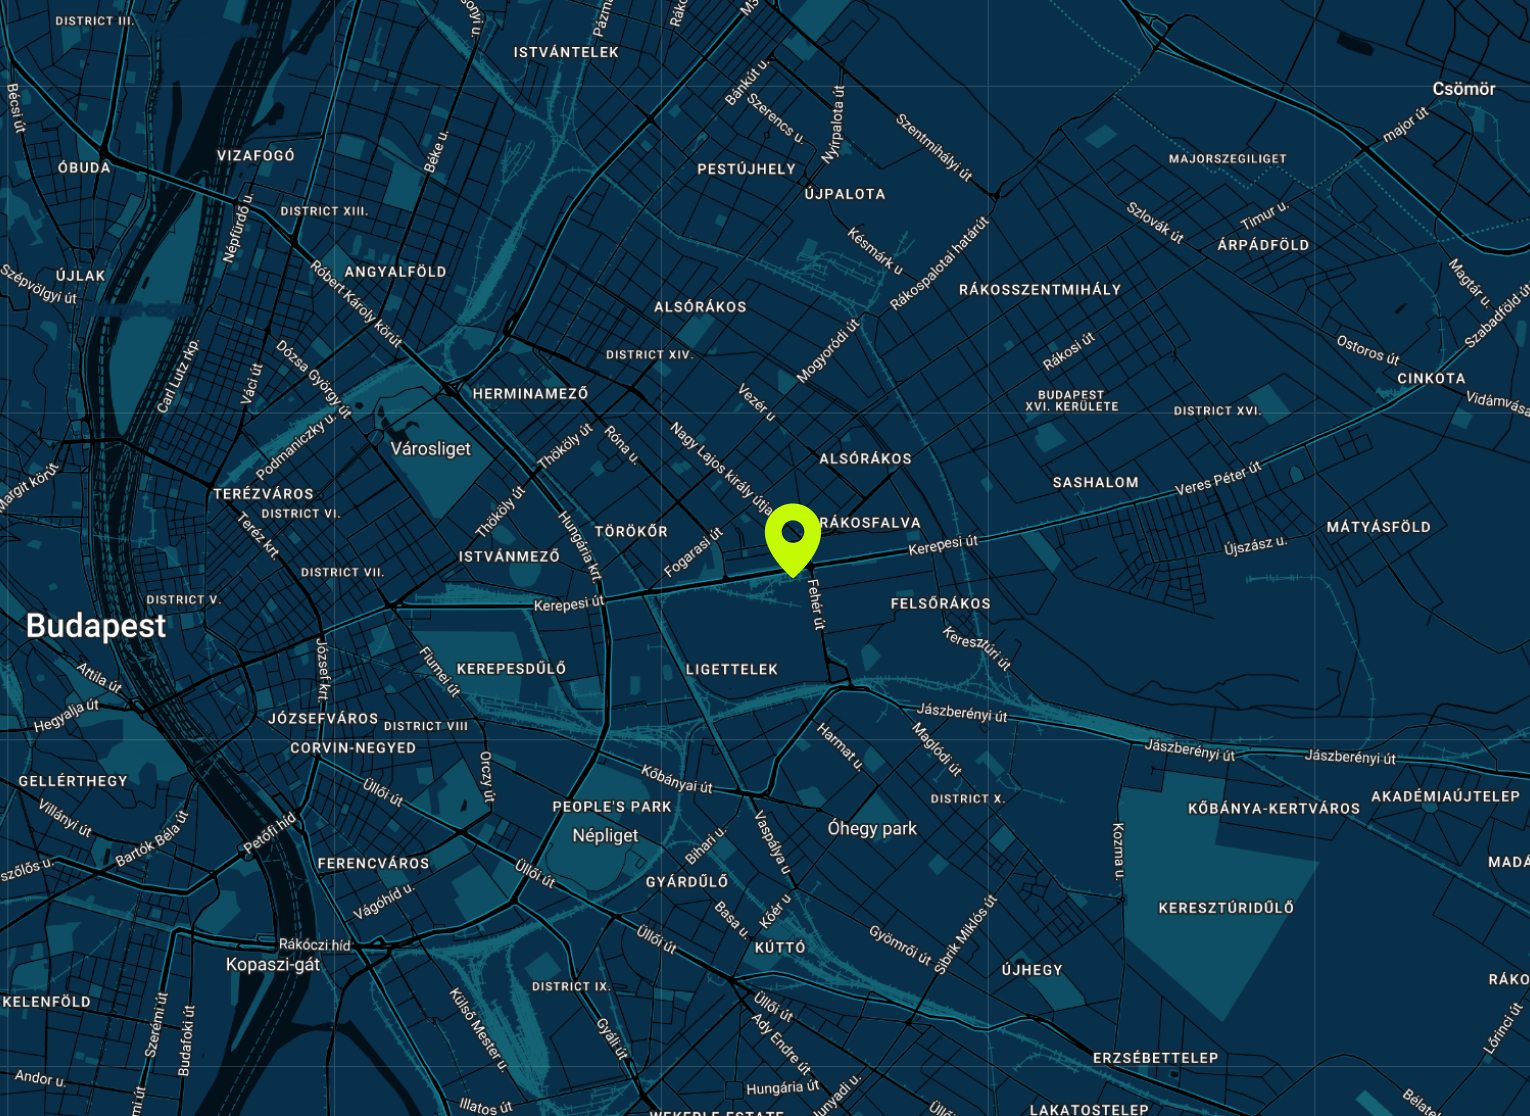 DISTRICT III.
ISTVÁNTELEK
Bécsi út
Bánkút u.
Szerencs u.
Nyírpalota út
Szentmihályi út
Csömör
major út
ÓBUDA
VIZAFOGÓ
Béke u.
PESTÚJHELY
ÚJPALOTA
MAJORSZEGILIGET
DISTRICT XIII.
Népfürdő u.
Késmárk u
Rákospalotai határút
Szlovák út
Timur u.
ÁRPÁDFÖLD
ÚJLAK
Szépvölgyi út
ANGYALFÖLD
Róbert Károly körút
ALSÓRÁKOS
RÁKOSSZENTMIHÁLY
Magtár u.
Szabadföld út
Carl Lutz rkp.
Váci út
Dózsa György út
DISTRICT XIV.
Mogyoródi út
Rákosi út
Ostoros út
CINKOTA
HERMINAMEZŐ
Vezér u
BUDAPEST
XVI. KERÜLETE
DISTRICT XVI.
Podmaniczky u.
Városliget
Thököly út
Róna u.
Nagy Lajos király útja
ALSÓRÁKOS
Margit körút
TERÉZVÁROS
DISTRICT VI.
Teréz krt.
Thököly út
Hungária krt.
TÖRÖKŐR
RÁKOSFALVA
SASHALOM
Veres Péter út
MÁTYÁSFÖLD
ISTVÁNMEZŐ
Fogarasi út
Kerepesi út
Újszász u.
DISTRICT VII.
DISTRICT V.
Kerepesi út
Fehér út
FELSŐRÁKOS
Budapest
Attila út
József krt.
Fiumei út
KEREPESDŰLŐ
LIGETTELEK
Keresztúri út
Hegyalja út
JÓZSEFVÁROS
DISTRICT VIII
CORVIN-NEGYED
Orczy út
Harmat u.
Jászberényi út
Maglódi út
Jászberényi út
Jászberényi út
GELLÉRTHEGY
Villányi út
Bartók Béla út
Petőfi híd
Üllői út
Kőbányai út
PEOPLE'S PARK
Népliget
DISTRICT X.
Óhegy park
KŐBÁNYA-KERTVÁROS
AKADÉMIAÚJTELEP
FERENCVÁROS
Vágóhíd u.
Üllői út
Bihari u.
Vaspálya u
GYÁRDŰLŐ
Kozma u
KERESZTÚRIDŰLŐ
Rákóczi híd
Kopaszi-gát
Üllői út
Basa u.
Kőér u
KÚTTÓ
Gyömrői út
Sibrik Miklós út
ÚJHEGY
KELENFÖLD
Szerémi út
Budafoki út
Külső Mester u.
DISTRICT IX.
Gyáli út
Üllői út
Ady Endre út
Lőrinci út
ERZSÉBETTELEP
Andor u.
Illatos út
Hungária út
LAKATOSTELEP